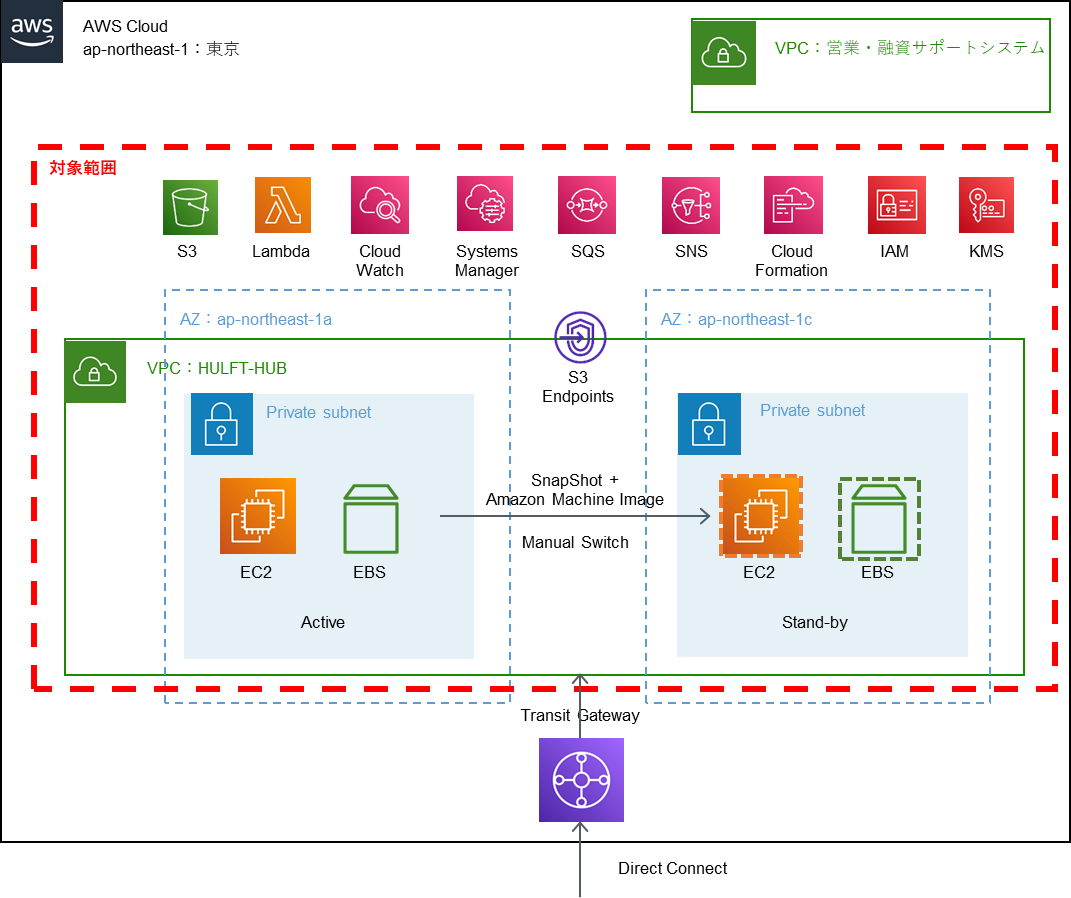 aws
AWS Cloud
ap-northeast-1：東京
VPC：営業・融資サポートシステム
対象範囲
S3
Lambda
Cloud
Watch
Systems
Manager
SQS
SNS
Cloud
Formation
IAM
KMS
AZ：ap-northeast-1a
AZ：ap-northeast-1c
VPC：HULFT-HUB
S3
Endpoints
Private subnet
Private subnet
SnapShot +
Amazon Machine Image
Manual Switch
EC2
EBS
EC2
EBS
Active
Stand-by
Transit Gateway
Direct Connect